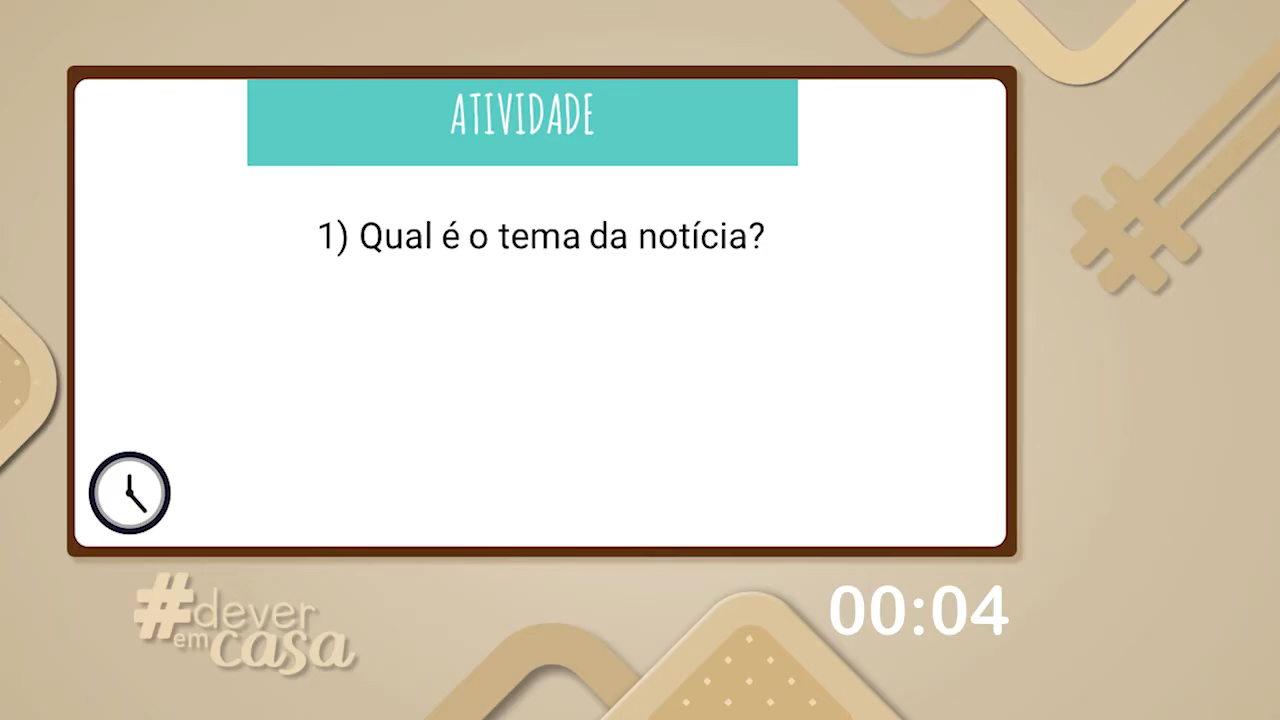 ATIVIDADE
1) Qual é o tema da notícia?
#dever
em casa
00:04